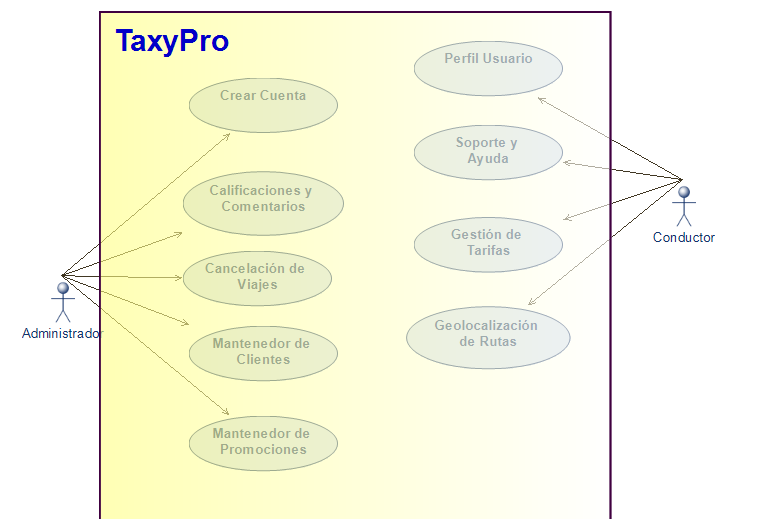 TaxyPro
Crear Cuenta
Calificaciones y
Comentarios
Cancelación de
Viajes
Mantenedor de
Clientes
Mantenedor de
Promociones
Perfil Usuario
Soporte y
Ayuda
Gestión de
Tarifas
Geolocalización
de Rutas
Administrador
Conductor